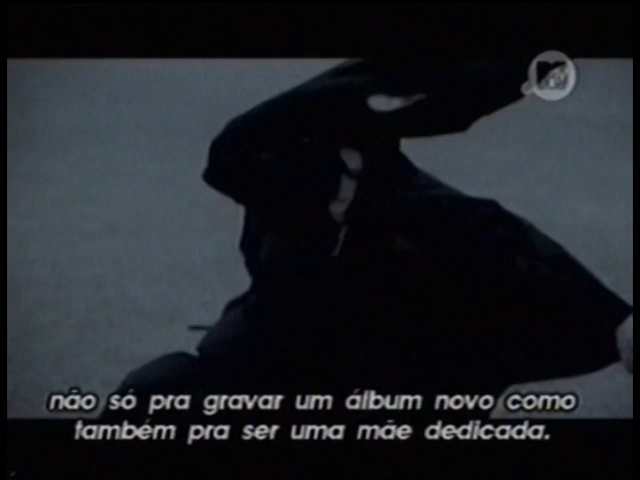 não só pra gravar um álbum novo como
também pra ser uma mãe dedicada.